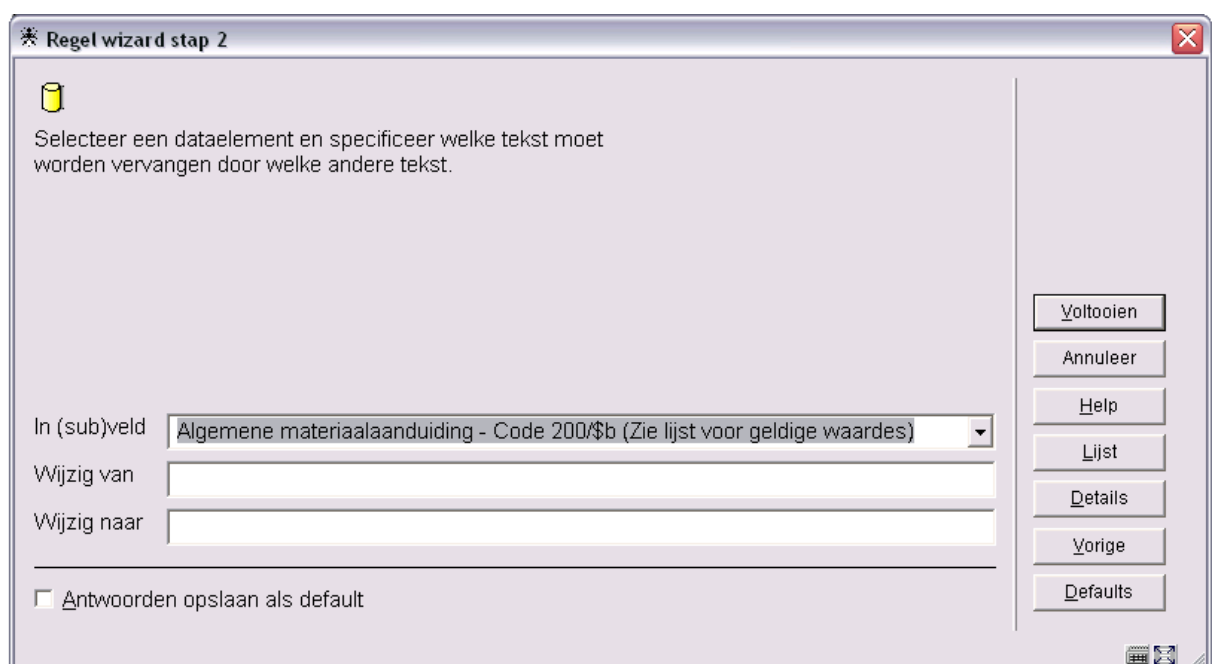 Regel wizard stap 2
Selecteer een dataelement en specificeer welke tekst moet
worden vervangen door welke andere tekst.
In (sub)veld Algemene materiaalaanduiding - Code 200/$b (Zie lijst voor geldige waardes)
Wijzig van
Wijzig naar
Antwoorden opslaan als default
Voltooien
Annuleer
Help
Lijst
Details
Vorige
Defaults